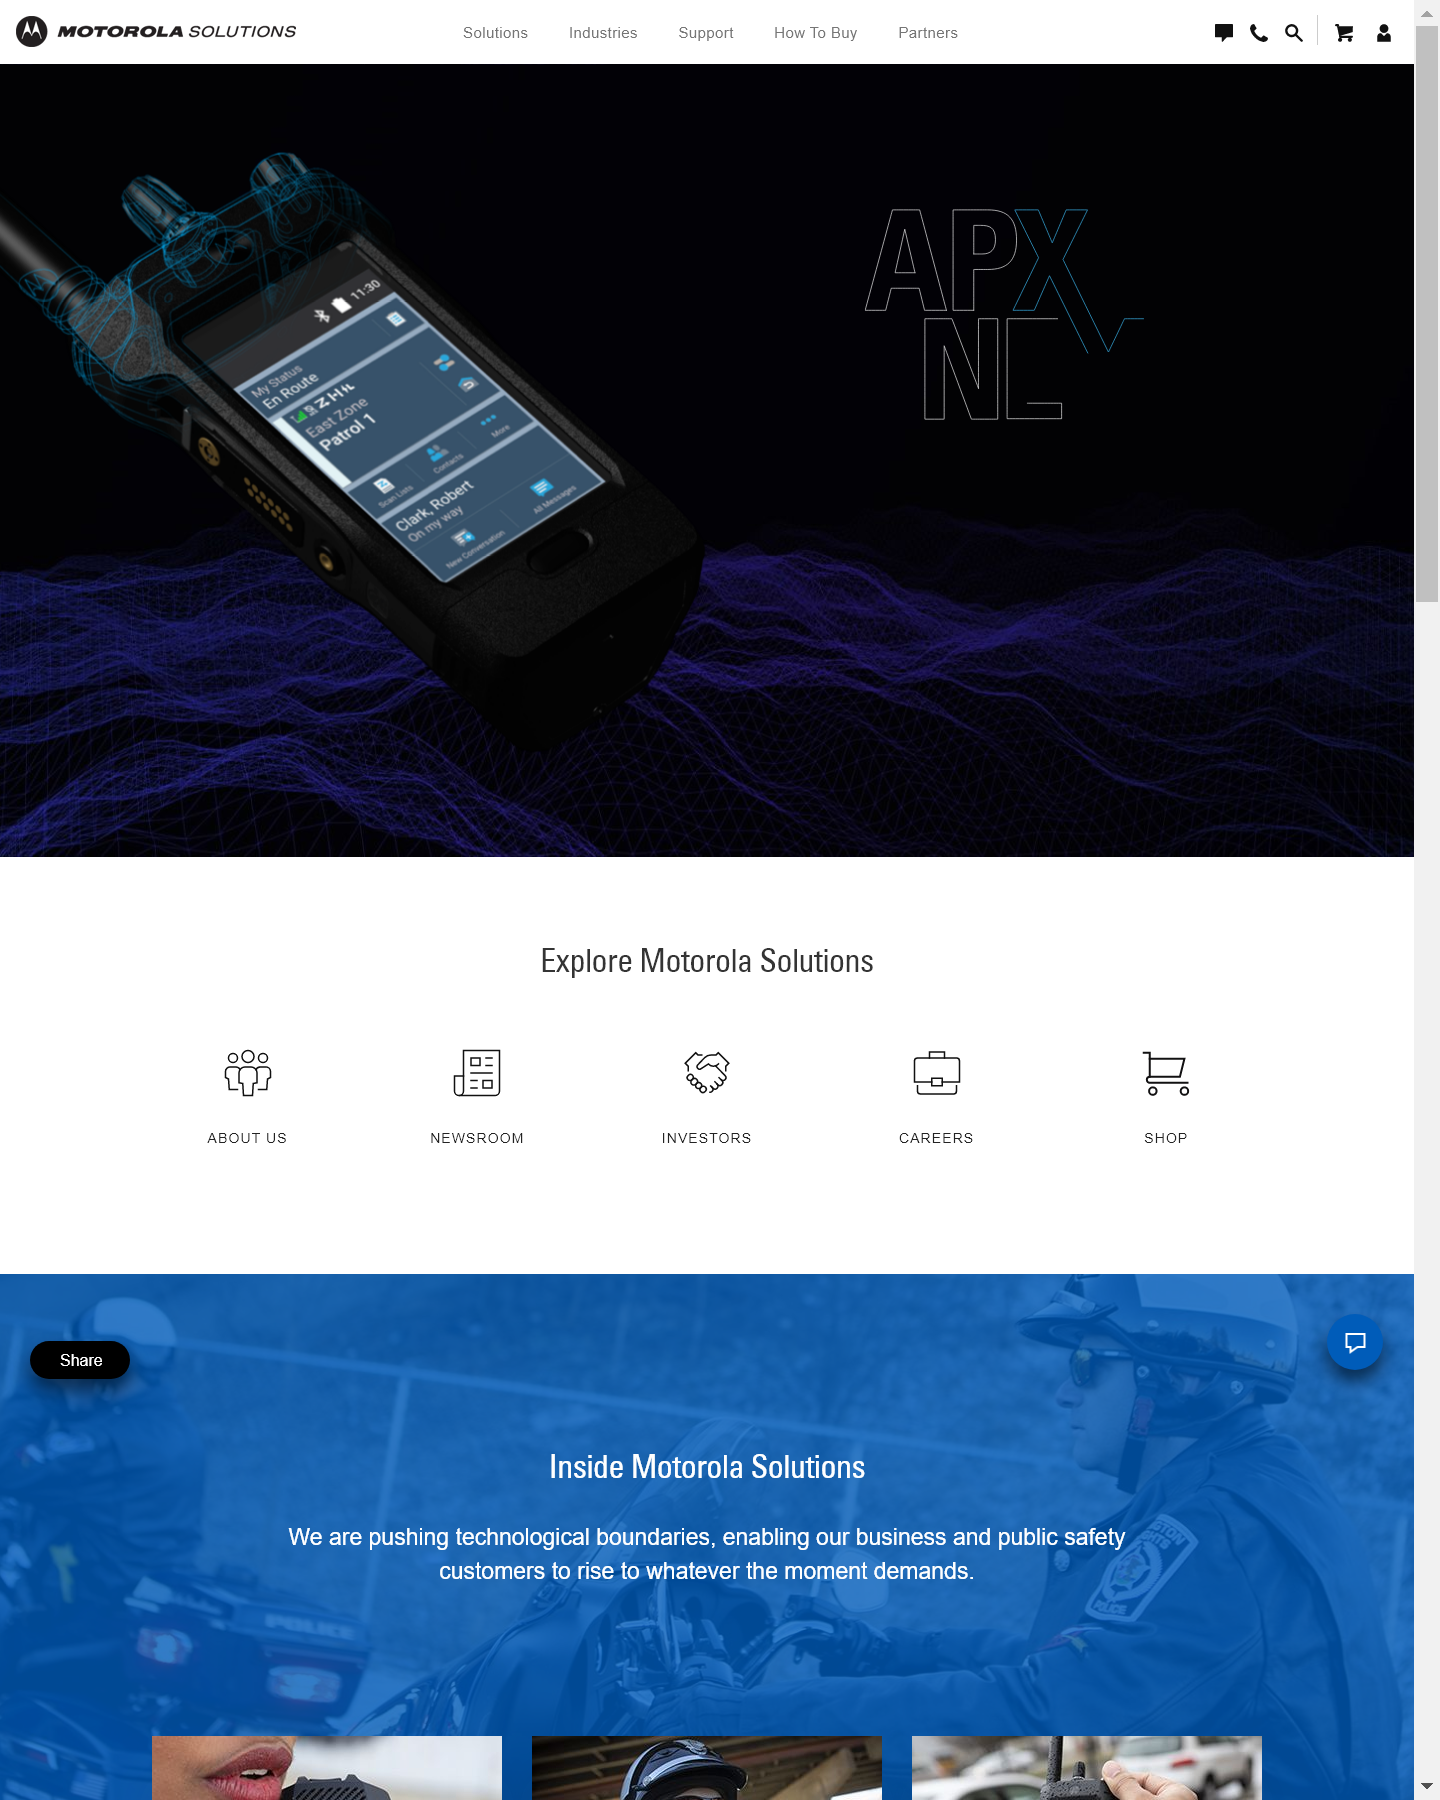 MOTOROLA SOLUTIONS
Solutions
Industries
Support
How To Buy
Partners
11:30
My Status
En Route
East Zone
Patrol 1
Scan Lists
Contacts
More
Clark, Robert
On my way
New Conversation
All Messages
APX
Explore Motorola Solutions
ABOUT US
NEWSROOM
INVESTORS
CAREERS
SHOP
Share
Inside Motorola Solutions
We are pushing technological boundaries, enabling our business and public safety
customers to rise to whatever the moment demands.
POLICE
POLICE